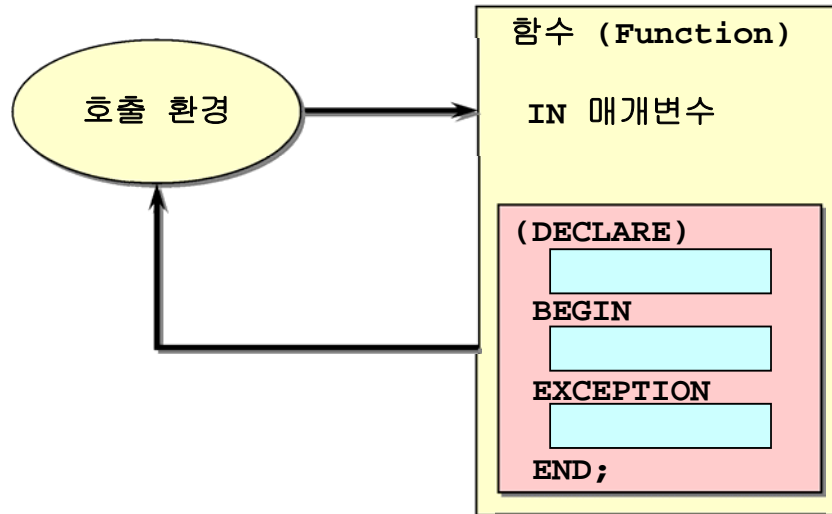 함수 (Function)
호출 환경
IN 매개변수
(DECLARE)
BEGIN
EXCEPTION
END;